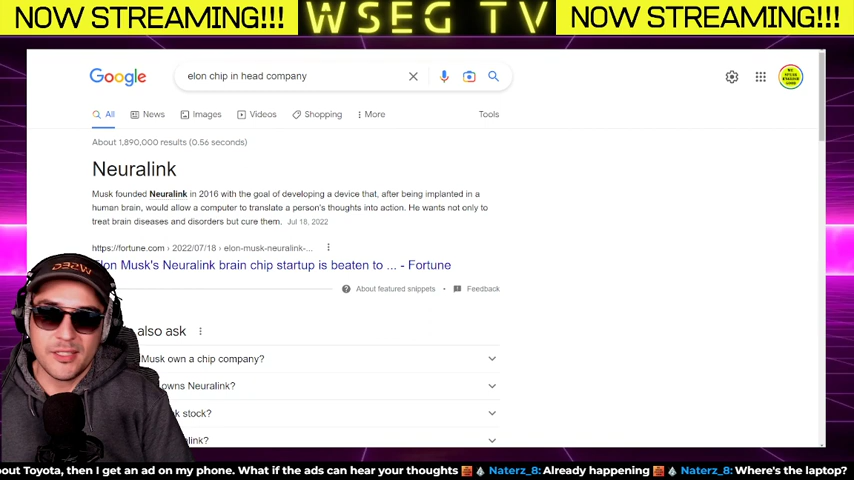 NOW STREAMING!!! WSEG TV NOW STREAMING!!!
Google elon chip in head company
All News Images Videos Shopping More Tools
About 1,890,000 results (0.56 seconds)
Neuralink
Musk founded Neuralink in 2016 with the goal of developing a device that, after being implanted in a
human brain, would allow a computer to translate a person's thoughts into action. He wants not only to
treat brain diseases and disorders but cure them. Jul 18, 2022
https://fortune.com › 2022/07/18 › elon-musk-neuralink-...
Elon Musk's Neuralink brain chip startup is beaten to ... - Fortune
About featured snippets • Feedback
also ask
Musk own a chip company?
owns Neuralink?
stock?
WSEG
bout Toyota, then I get an ad on my phone. What if the ads can hear your thoughts Naterz_8: Already happening Naterz_8: Where's the laptop?